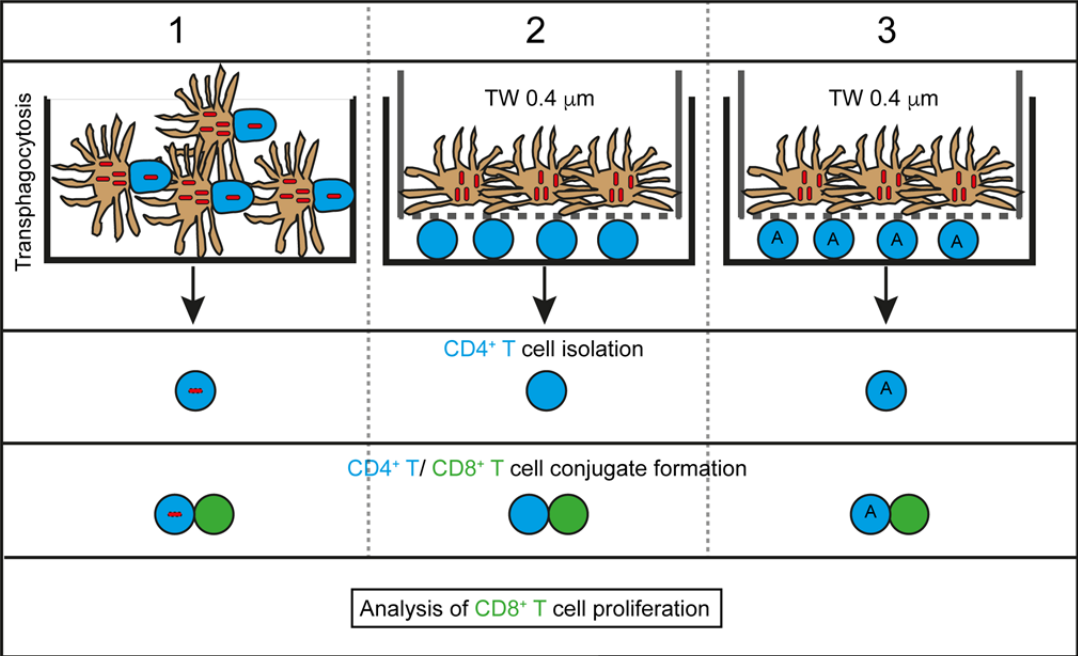 1
2
3
Transphagocytosis
TW 0.4 μm
TW 0.4 μm
A A A A
CD4⁺ T cell isolation
A
CD4⁺ T/ CD8⁺ T cell conjugate formation
A
Analysis of CD8⁺ T cell proliferation